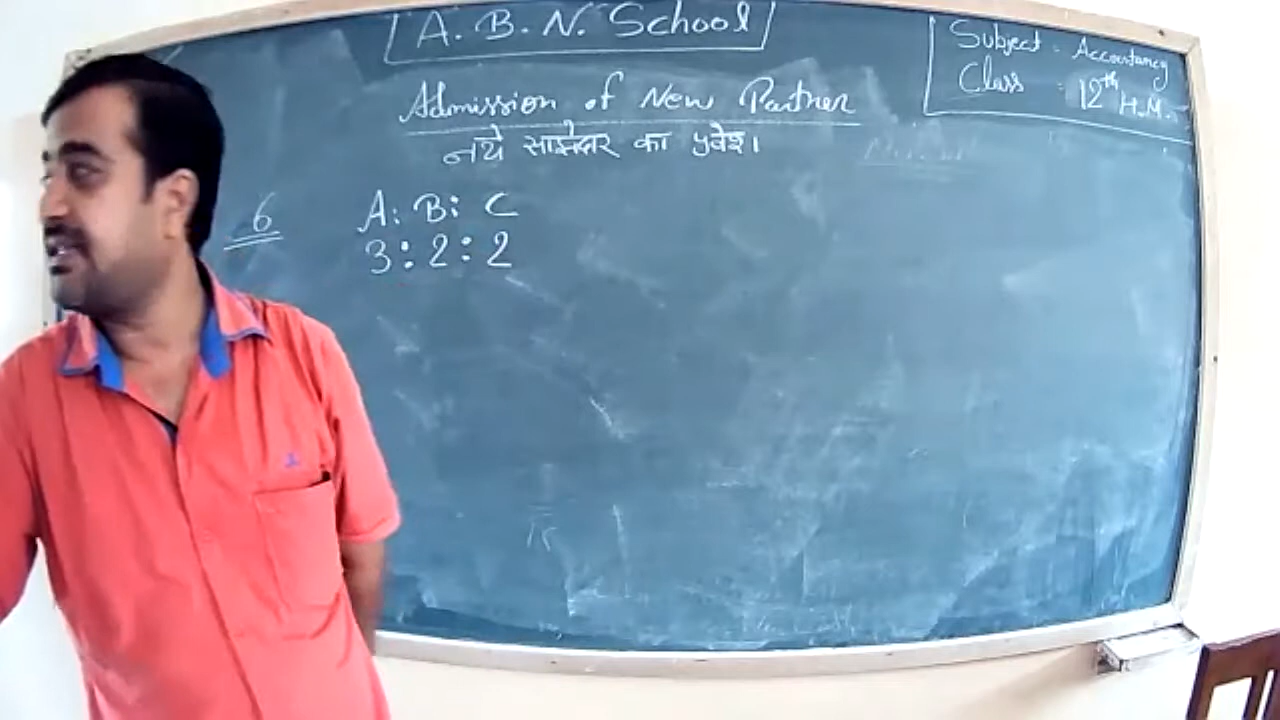 A. B. N. School
Subject : Accountancy
Class : 12th H.M.
Admission of New Partner
नये साझेदार का प्रवेश।
6
A : B : C
3 : 2 : 2